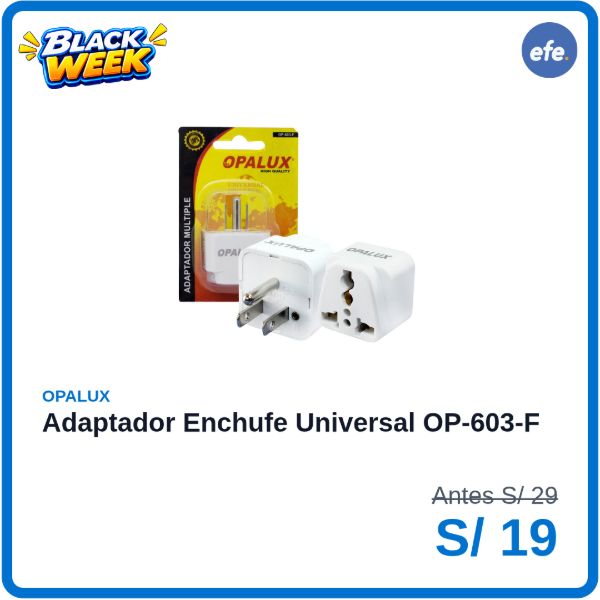 BLACK
WEEK
efe.
OP-603-F
OPALUX
HIGH QUALITY
UNIVERSAL
ADAPTADOR MULTIPLE
OPALUX
OPALUX
OPALUX
Adaptador Enchufe Universal OP-603-F
Antes S/ 29
S/ 19